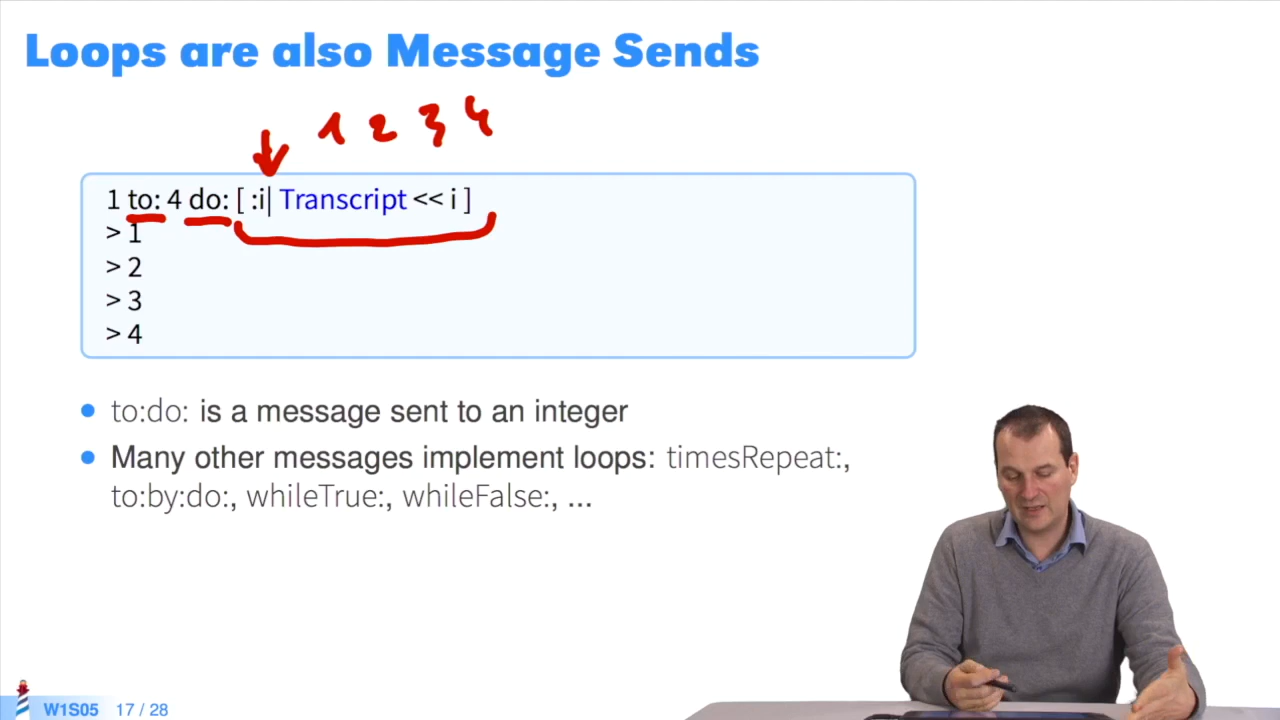 Loops are also Message Sends
1 2 3 4
1 to: 4 do: [ :i| Transcript << i ]
> 1
> 2
> 3
> 4
to:do: is a message sent to an integer
Many other messages implement loops: timesRepeat:,
to:by:do:, whileTrue:, whileFalse:, ...
W1S05 17 / 28